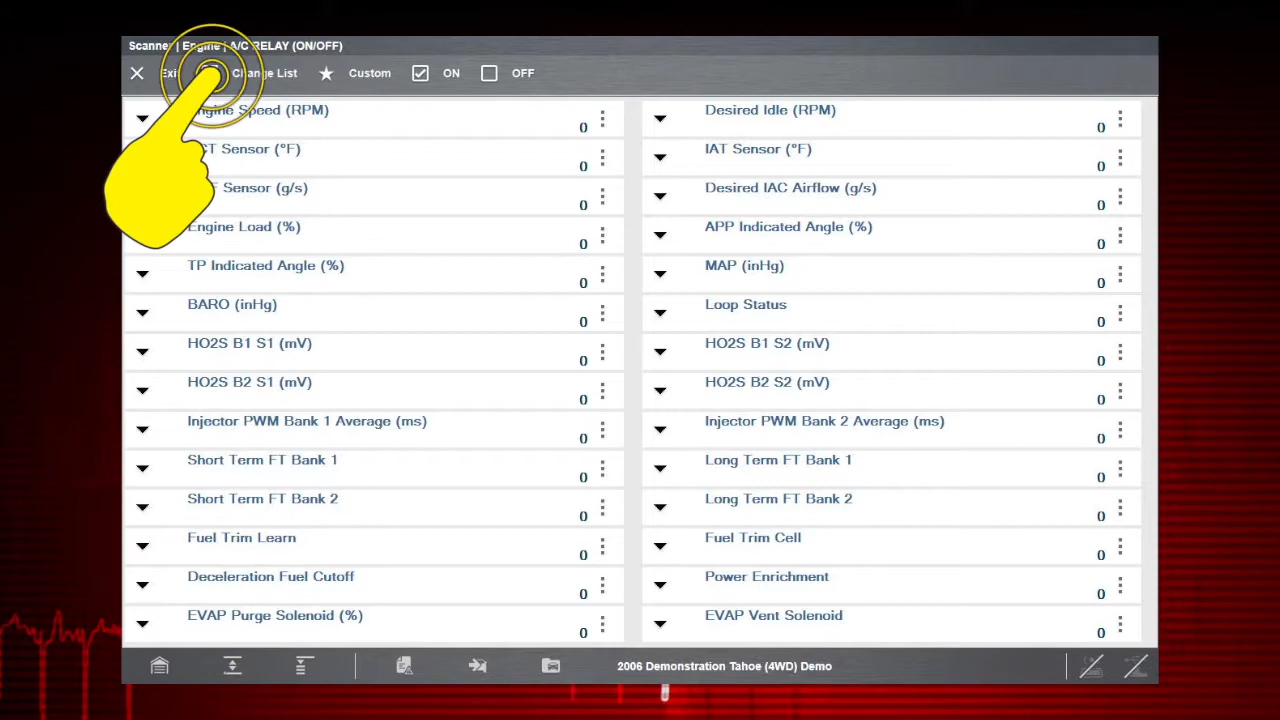 Scanner | Engine | A/C RELAY (ON/OFF)
Exit Change List Custom ON OFF
Engine Speed (RPM) 0 Desired Idle (RPM) 0
Sensor (°F) 0 IAT Sensor (°F) 0
Sensor (g/s) 0 Desired IAC Airflow (g/s) 0
Engine Load (%) 0 APP Indicated Angle (%) 0
TP Indicated Angle (%) 0 MAP (inHg) 0
BARO (inHg) 0 Loop Status 0
HO2S B1 S1 (mV) 0 HO2S B1 S2 (mV) 0
HO2S B2 S1 (mV) 0 HO2S B2 S2 (mV) 0
Injector PWM Bank 1 Average (ms) 0 Injector PWM Bank 2 Average (ms) 0
Short Term FT Bank 1 0 Long Term FT Bank 1 0
Short Term FT Bank 2 0 Long Term FT Bank 2 0
Fuel Trim Learn 0 Fuel Trim Cell 0
Deceleration Fuel Cutoff 0 Power Enrichment 0
EVAP Purge Solenoid (%) 0 EVAP Vent Solenoid 0
2006 Demonstration Tahoe (4WD) Demo